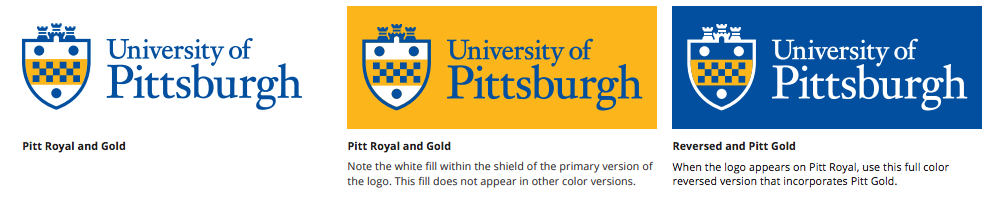 University of
Pittsburgh
Pitt Royal and Gold
University of
Pittsburgh
Pitt Royal and Gold
Note the white fill within the shield of the primary version of
the logo. This fill does not appear in other color versions.
University of
Pittsburgh
Reversed and Pitt Gold
When the logo appears on Pitt Royal, use this full color
reversed version that incorporates Pitt Gold.